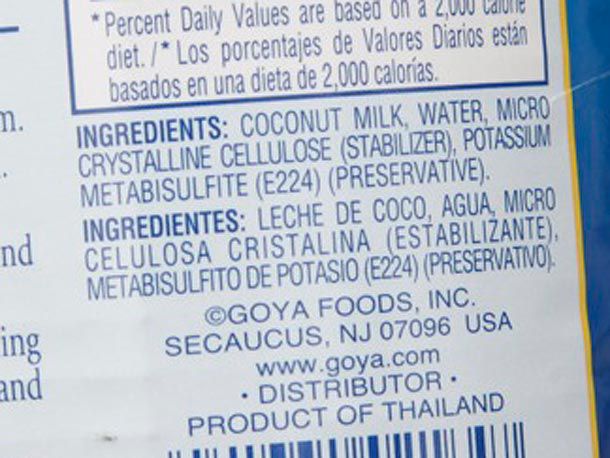 *Percent Daily Values are based on a 2,000 calorie
diet. /* Los porcentajes de Valores Diarios están
basados en una dieta de 2,000 calorías.
m.
.
nd
ing
and
INGREDIENTS: COCONUT MILK, WATER, MICRO
CRYSTALLINE CELLULOSE (STABILIZER), POTASSIUM
METABISULFITE (E224) (PRESERVATIVE).
INGREDIENTES: LECHE DE COCO, AGUA, MICRO
CELULOSA CRISTALINA (ESTABILIZANTE),
METABISULFITO DE POTASIO (E224) (PRESERVATIVO).
©GOYA FOODS, INC.
SECAUCUS, NJ 07096 USA
www.goya.com
• DISTRIBUTOR •
PRODUCT OF THAILAND